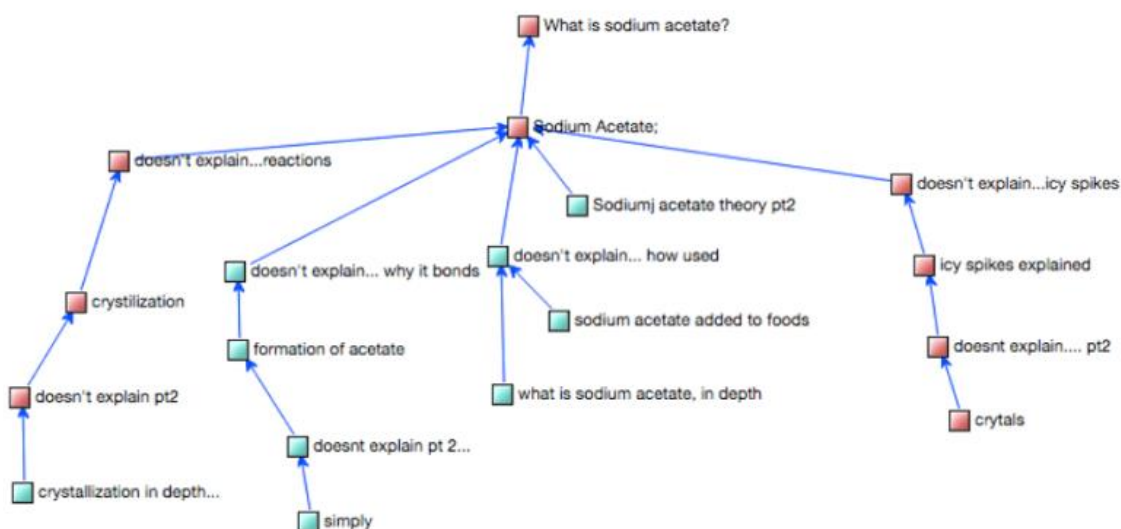 What is sodium acetate?
Sodium Acetate;
doesn't explain...reactions
doesn't explain...icy spikes
Sodiumj acetate theory pt2
doesn't explain... how used
icy spikes explained
doesn't explain... why it bonds
crystilization
sodium acetate added to foods
formation of acetate
doesnt explain.... pt2
what is sodium acetate, in depth
doesn't explain pt2
crytals
doesnt explain pt 2...
crystallization in depth...
simply